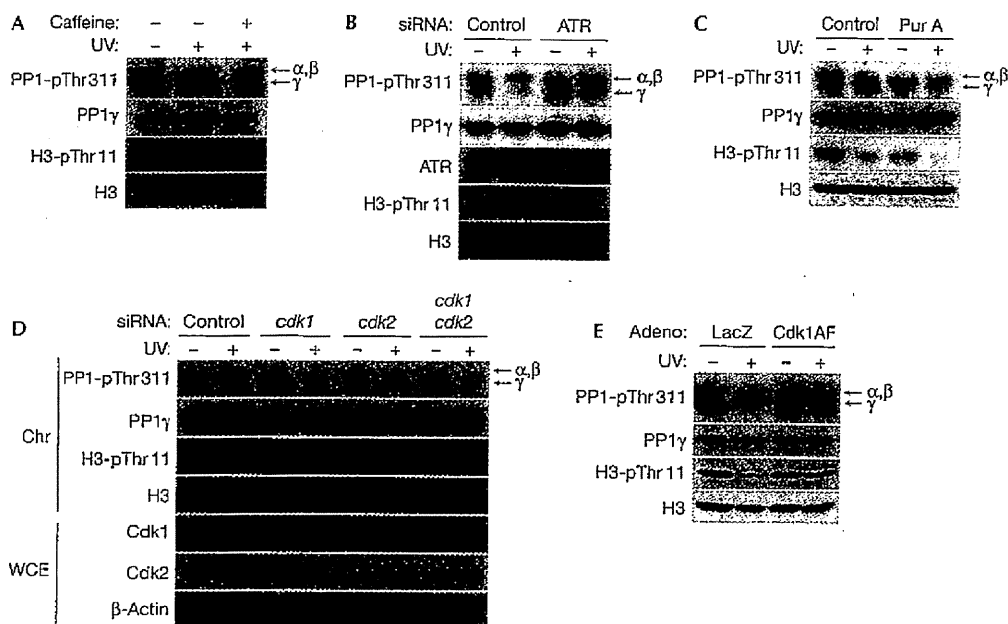 A
Caffeine: – – +
UV: – + +
PP1-pThr311
α,β
γ
PP1γ
H3-pThr11
H3
B
siRNA: Control ATR
UV: – + – +
PP1-pThr311
α,β
γ
PP1γ
ATR
H3-pThr11
H3
C
Control Pur A
UV: – + – +
PP1-pThr311
α,β
γ
PP1γ
H3-pThr11
H3
D
cdk1
siRNA: Control cdk1 cdk2 cdk2
UV: – + – + – + – +
Chr
PP1-pThr311
α,β
γ
PP1γ
H3-pThr11
H3
WCE
Cdk1
Cdk2
β-Actin
E
Adeno: LacZ Cdk1AF
UV: – + – +
PP1-pThr311
α,β
γ
PP1γ
H3-pThr11
H3